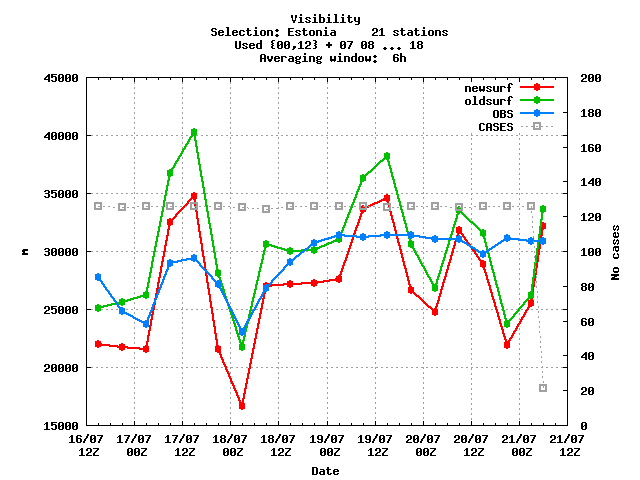 Visibility
Selection: Estonia 21 stations
Used {00,12} + 07 08 ... 18
Averaging window: 6h
45000
40000
35000
30000
25000
20000
15000
m
200
180
160
140
120
100
80
60
40
20
0
No cases
newsurf
oldsurf
OBS
CASES
16/07 17/07 17/07 18/07 18/07 19/07 19/07 20/07 20/07 21/07 21/07
12Z 00Z 12Z 00Z 12Z 00Z 12Z 00Z 12Z 00Z 12Z
Date